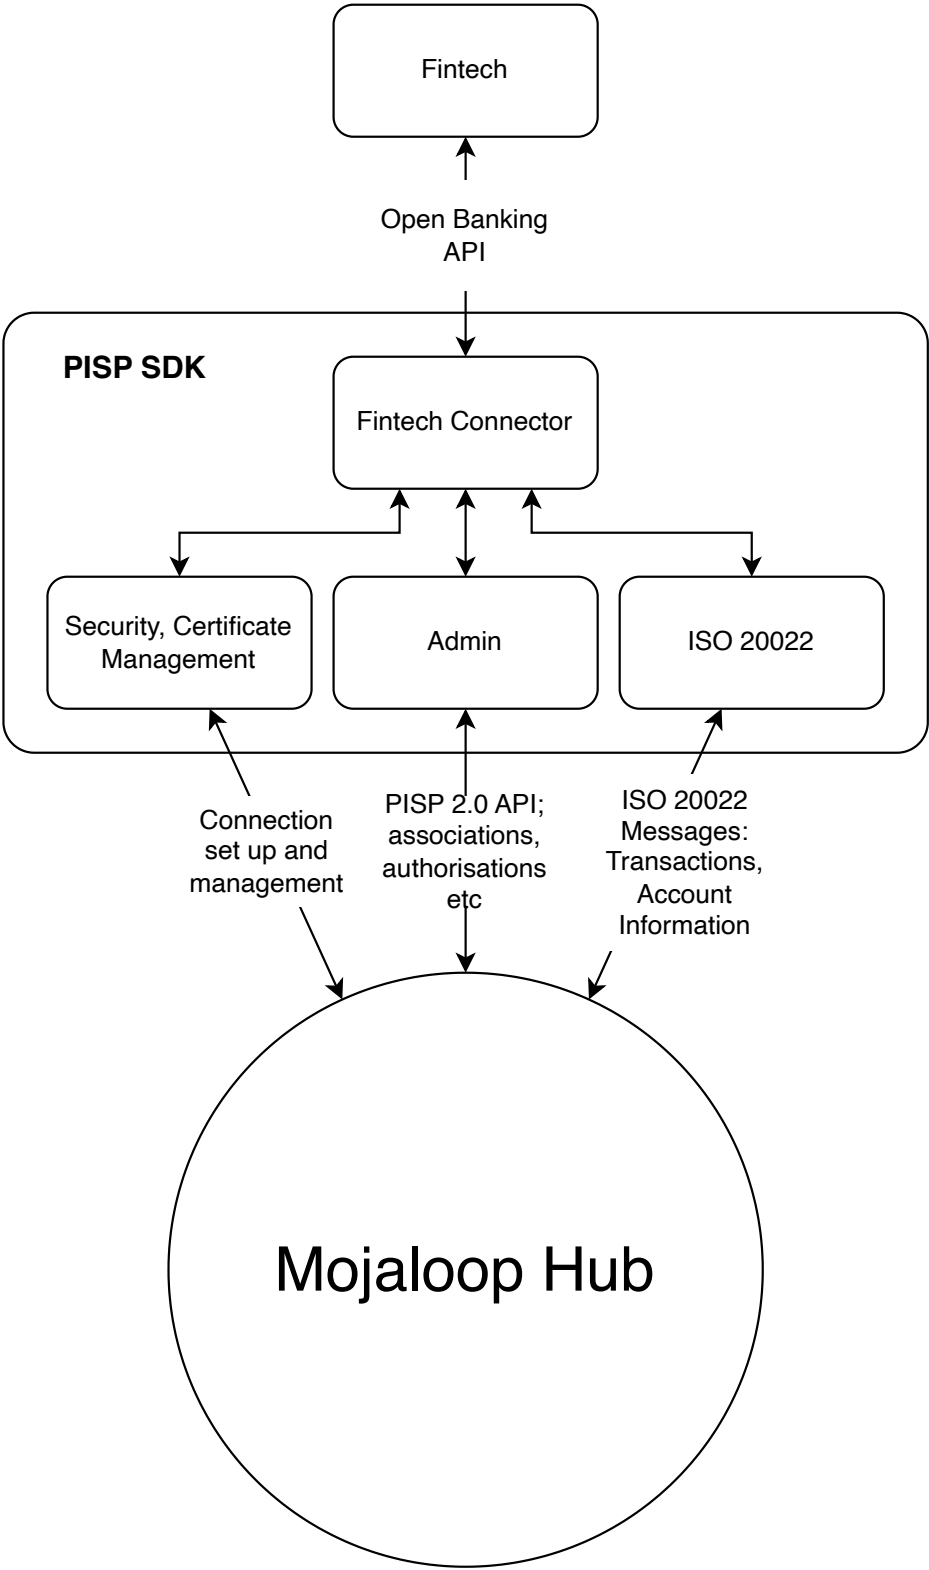 Fintech
Open Banking
API
PISP SDK
Fintech Connector
Security, Certificate
Management
Admin
ISO 20022
Connection
set up and
management
PISP 2.0 API;
associations,
authorisations
etc
ISO 20022
Messages:
Transactions,
Account
Information
Mojaloop Hub